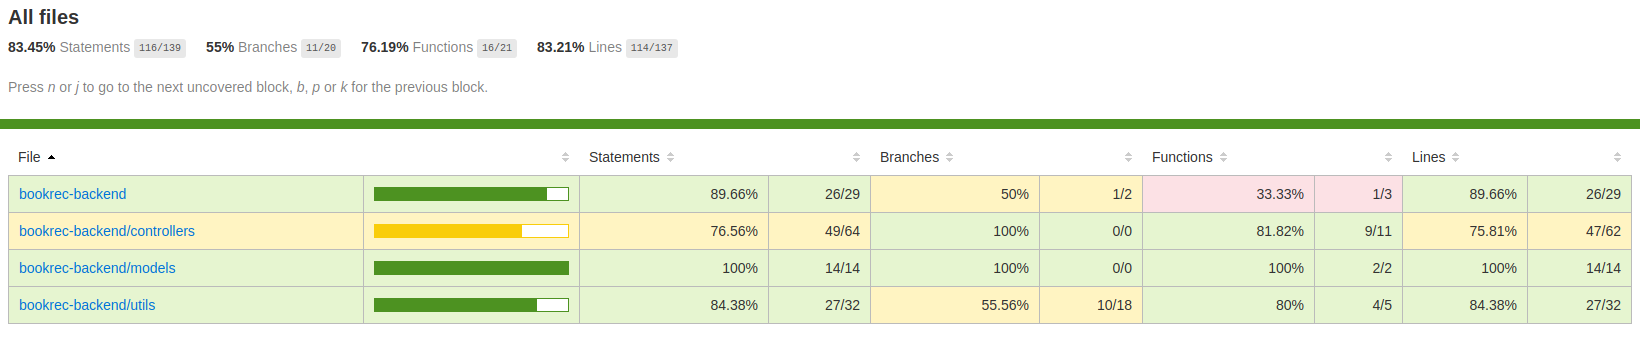 All files
83.45% Statements 116/139 55% Branches 11/20 76.19% Functions 16/21 83.21% Lines 114/137
Press n or j to go to the next uncovered block, b, p or k for the previous block.
File Statements Branches Functions Lines
bookrec-backend 89.66% 26/29 50% 1/2 33.33% 1/3 89.66% 26/29
bookrec-backend/controllers 76.56% 49/64 100% 0/0 81.82% 9/11 75.81% 47/62
bookrec-backend/models 100% 14/14 100% 0/0 100% 2/2 100% 14/14
bookrec-backend/utils 84.38% 27/32 55.56% 10/18 80% 4/5 84.38% 27/32